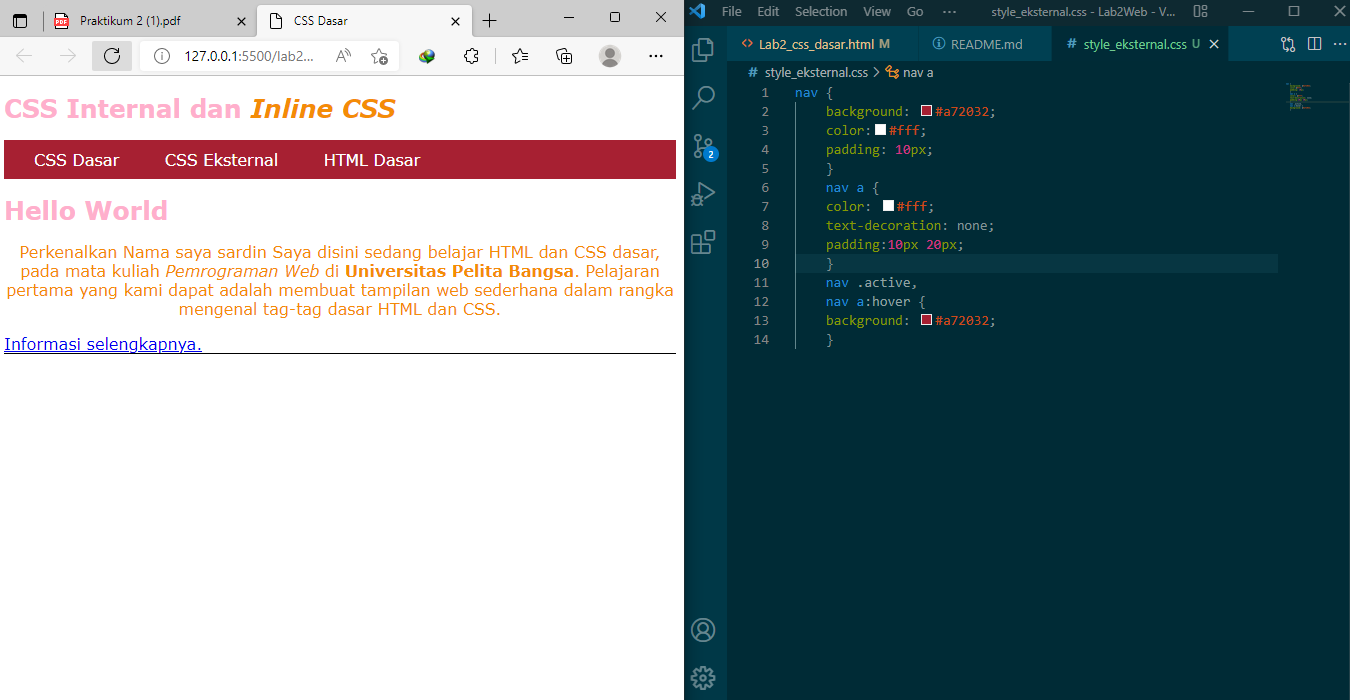 Praktikum 2 (1).pdf
CSS Dasar
127.0.0.1:5500/lab2...
CSS Internal dan Inline CSS
CSS Dasar CSS Eksternal HTML Dasar
Hello World
Perkenalkan Nama saya sardin Saya disini sedang belajar HTML dan CSS dasar,
pada mata kuliah Pemrograman Web di Universitas Pelita Bangsa. Pelajaran
pertama yang kami dapat adalah membuat tampilan web sederhana dalam rangka
mengenal tag-tag dasar HTML dan CSS.
Informasi selengkapnya.
File Edit Selection View Go ··· style_eksternal.css - Lab2Web - V...
Lab2_css_dasar.html M README.md # style_eksternal.css U
# style_eksternal.css > nav a
2
1 nav {
2 background: #a72032;
3 color: #fff;
4 padding: 10px;
5 }
6 nav a {
7 color: #fff;
8 text-decoration: none;
9 padding:10px 20px;
10 }
11 nav .active,
12 nav a:hover {
13 background: #a72032;
14 }